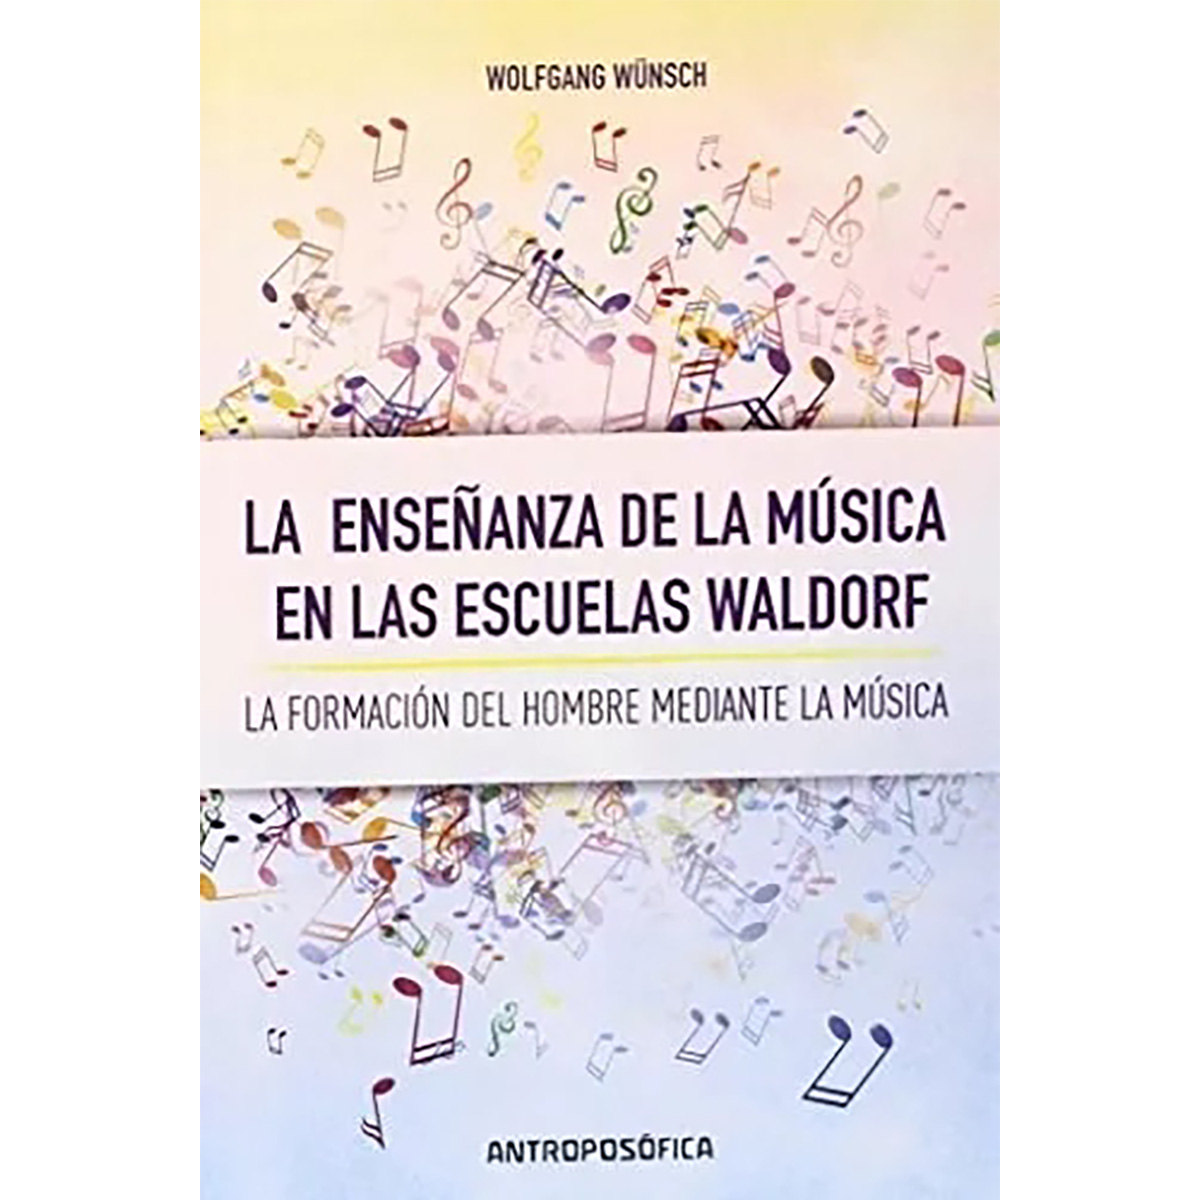 WOLFGANG WÜNSCH
LA ENSEÑANZA DE LA MÚSICA
EN LAS ESCUELAS WALDORF
LA FORMACIÓN DEL HOMBRE MEDIANTE LA MÚSICA
ANTROPOSÓFICA